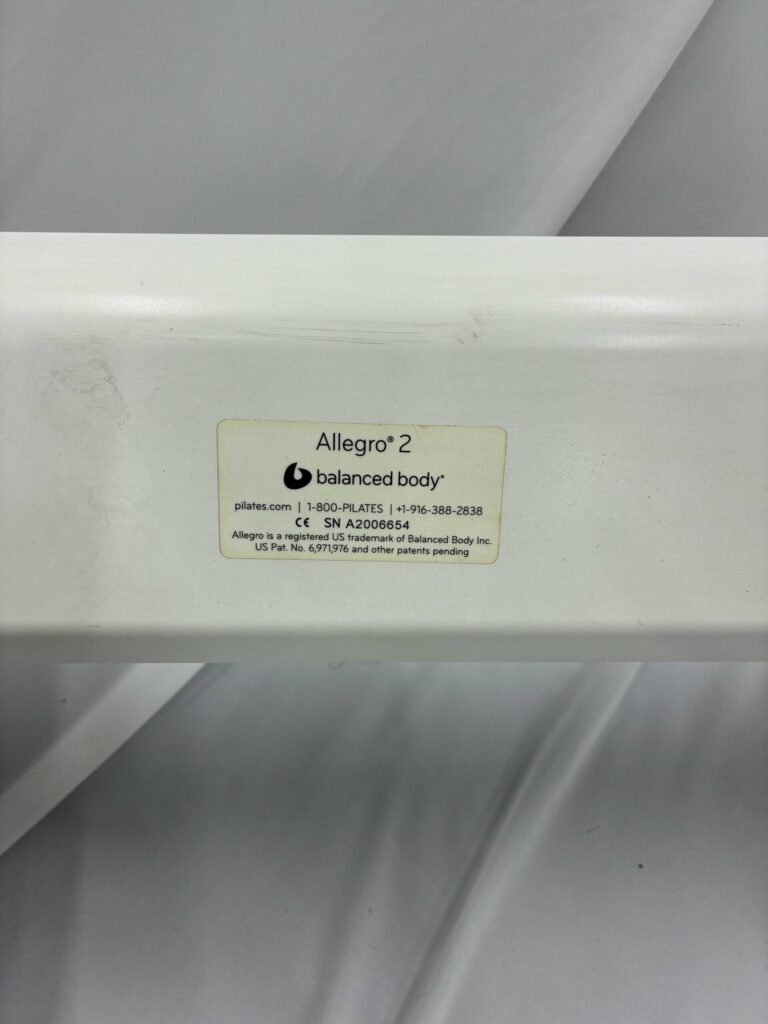 Allegro® 2
balanced body®
pilates.com | 1-800-PILATES | +1-916-388-2838
CE SN A2006654
Allegro is a registered US trademark of Balanced Body Inc.
US Pat. No. 6,971,976 and other patents pending